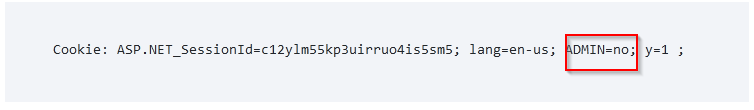 Cookie: ASP.NET_SessionId=c12ylm55kp3uirruo4is5sm5; lang=en-us; ADMIN=no; y=1 ;